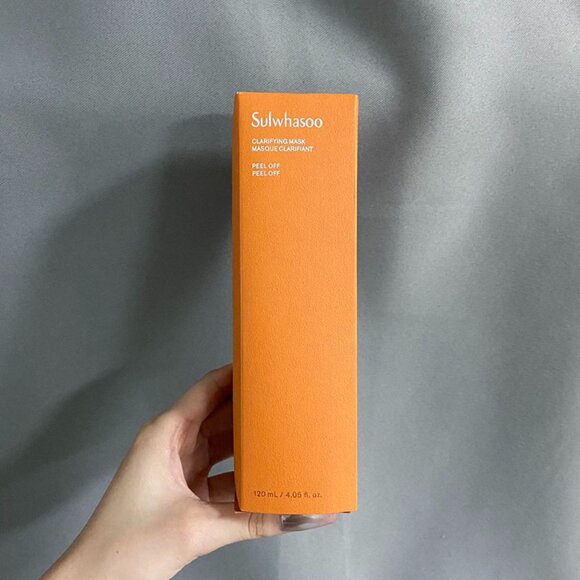 Sulwhasoo
CLARIFYING MASK
MASQUE CLARIFIANT
PEEL OFF
PEEL OFF
120 mL / 4.05 fl. oz.